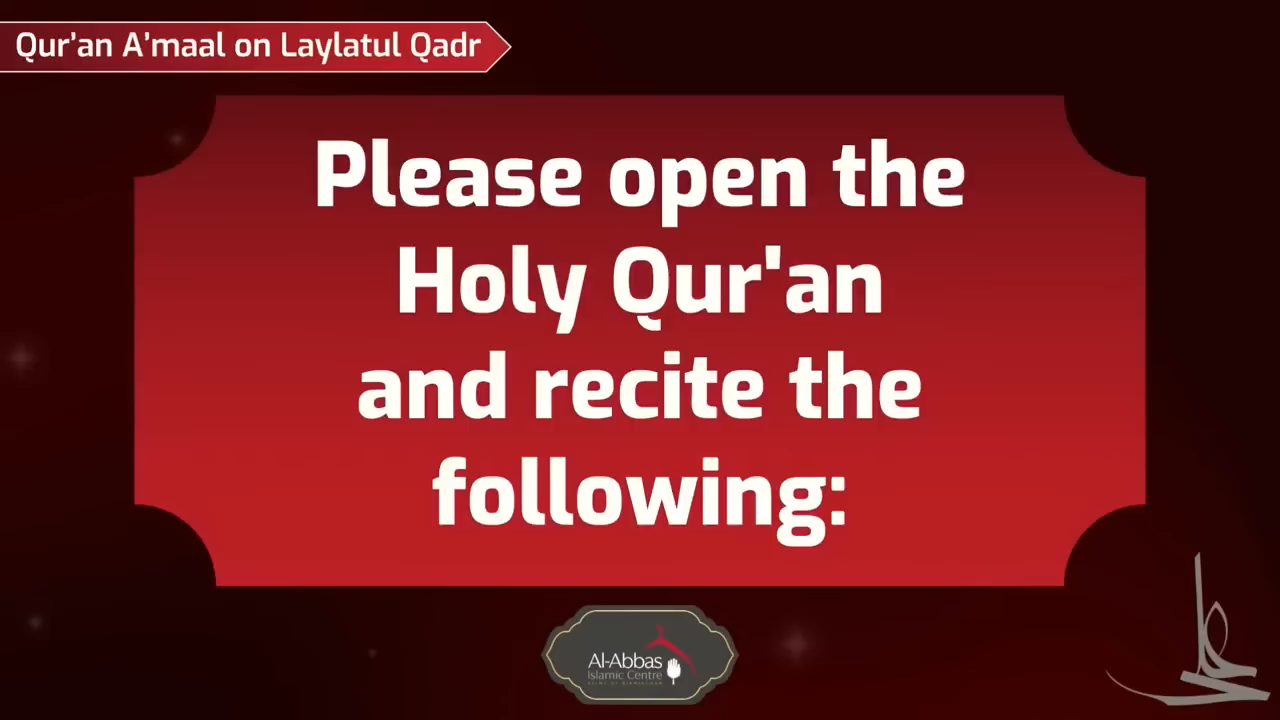 Qur’an A’maal on Laylatul Qadr
Please open the
Holy Qur'an
and recite the
following:
Al-Abbas
Islamic Centre